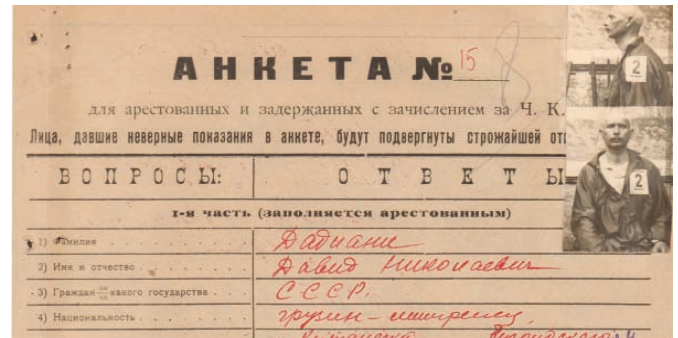 АНКЕТА № 15
для арестованных и задержанных с зачислением за Ч. К.
Лица, давшие неверные показания в анкете, будут подвергнуты строжайшей
ВОПРОСЫ: ОТВЕТЫ
1-я часть (заполняется арестованным)
1) Фамилия Дадиани
2) Имя и отчество Давид Николаевич
3) Граждан какого государства С.С.С.Р.
4) Национальность грузин-
2
2